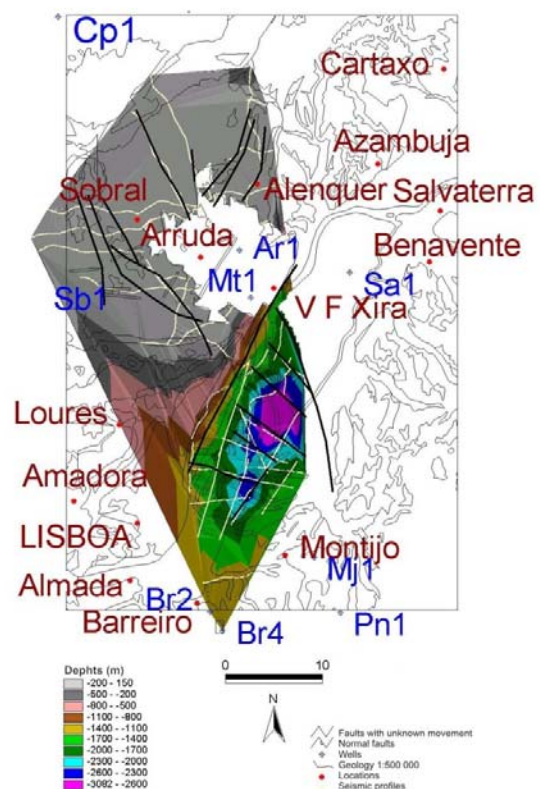 Cp1
Cartaxo
Azambuja
Sobral
Alenquer
Salvaterra
Arruda
Ar1
Benavente
Mt1
Sa1
Sb1
V F Xira
Loures
Amadora
LISBOA
Montijo
Almada
Mj1
Br2
Barreiro
Br4
Pn1
0 10
N
Dephts (m)
-200 - 150
-500 - -200
-800 - -500
-1100 - -800
-1400 - -1100
-1700 - -1400
-2000 - -1700
-2300 - -2000
-2600 - -2300
-3082 - -2600
Faults with unknown movement
Normal faults
Wells
Geology 1:500 000
Locations
Seismic profiles